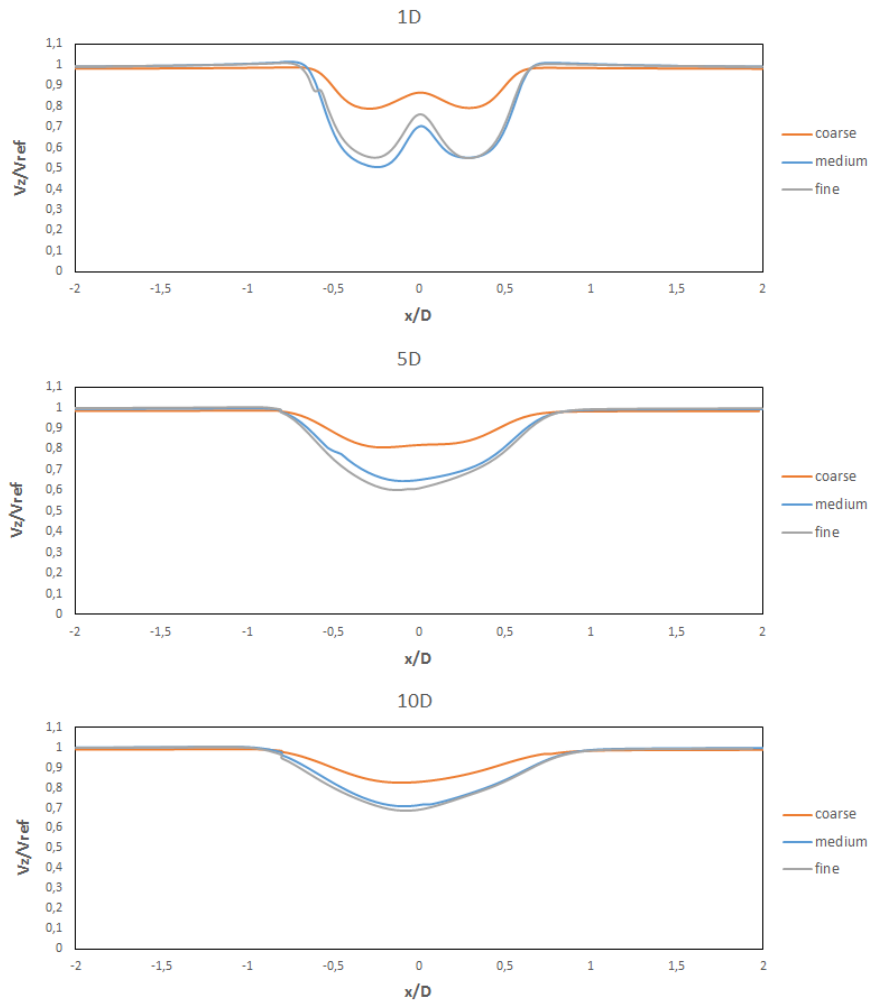 1D
1,1
1
0,9
0,8
0,7
0,6
0,5
0,4
0,3
0,2
0,1
0
Vz/Vref
-2 -1,5 -1 -0,5 0 0,5 1 1,5 2
x/D
coarse
medium
fine
5D
1,1
1
0,9
0,8
0,7
0,6
0,5
0,4
0,3
0,2
0,1
0
Vz/Vref
-2 -1,5 -1 -0,5 0 0,5 1 1,5 2
x/D
coarse
medium
fine
10D
1,1
1
0,9
0,8
0,7
0,6
0,5
0,4
0,3
0,2
0,1
0
Vz/Vref
-2 -1,5 -1 -0,5 0 0,5 1 1,5 2
x/D
coarse
medium
fine